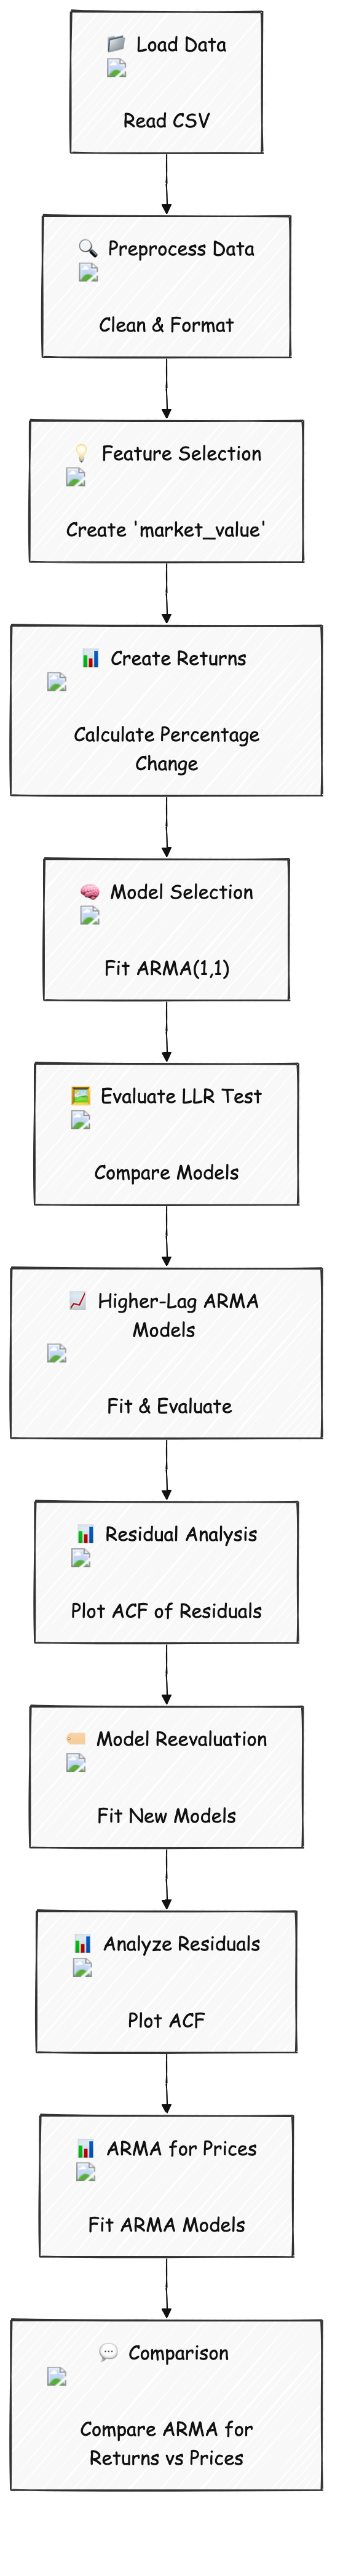 Load Data
Read CSV
Preprocess Data
Clean & Format
Feature Selection
Create 'market_value'
Create Returns
Calculate Percentage
Change
Model Selection
Fit ARMA(1,1)
Evaluate LLR Test
Compare Models
Higher-Lag ARMA
Models
Fit & Evaluate
Residual Analysis
Plot ACF of Residuals
Model Reevaluation
Fit New Models
Analyze Residuals
Plot ACF
ARMA for Prices
Fit ARMA Models
Comparison
Compare ARMA for
Returns vs Prices